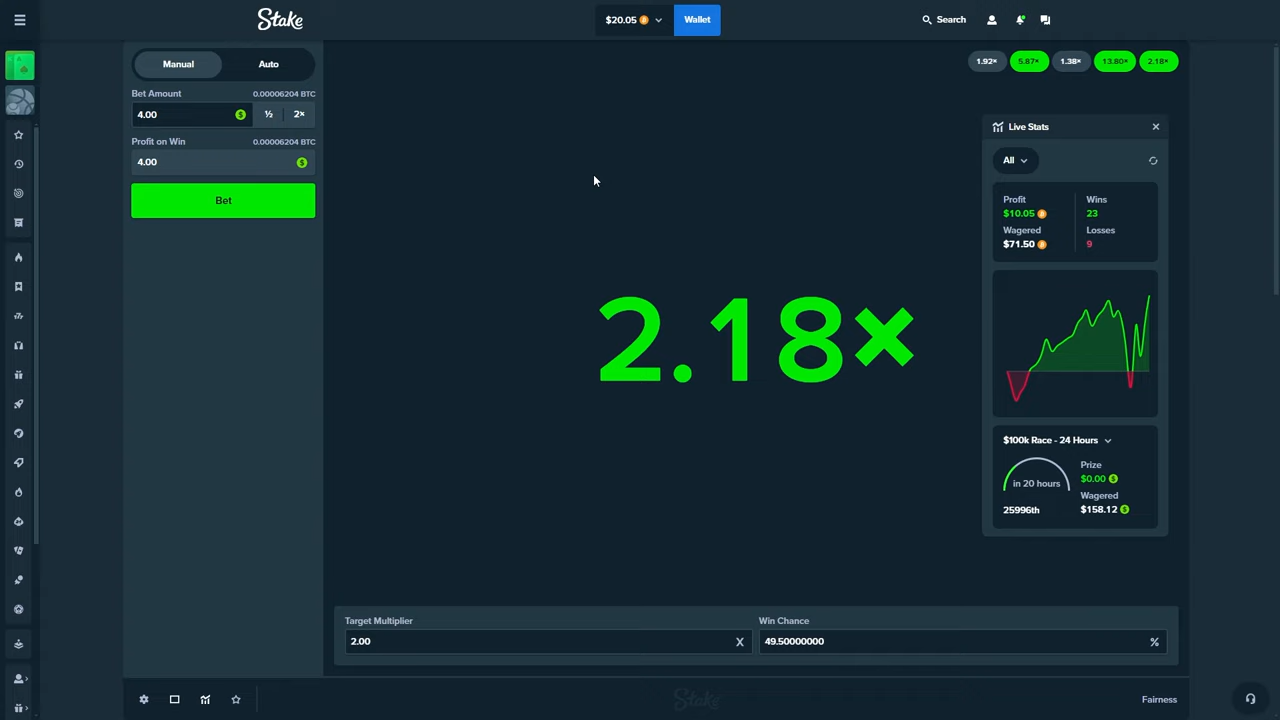 Stake
$20.05
Wallet
Search
Manual
Auto
1.92×
5.87×
1.38×
13.80×
2.18×
Bet Amount
0.00006204 BTC
4.00
½
2×
Profit on Win
0.00006204 BTC
4.00
Bet
2.18×
Live Stats
All
Profit
Wins
$10.05
23
Wagered
Losses
$71.50
9
$100k Race - 24 Hours
in 20 hours
Prize
$0.00
Wagered
25996th
$158.12
Target Multiplier
Win Chance
2.00
X
49.50000000
%
Stake
Fairness